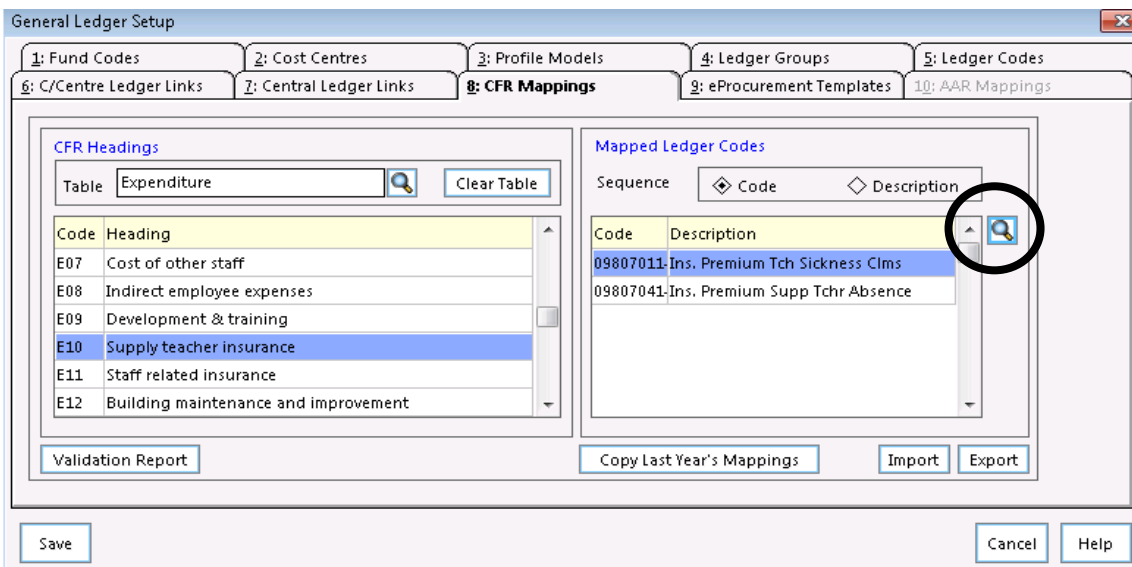 General Ledger Setup
1: Fund Codes
2: Cost Centres
3: Profile Models
4: Ledger Groups
5: Ledger Codes
6: C/Centre Ledger Links
7: Central Ledger Links
8: CFR Mappings
9: eProcurement Templates
10: AAR Mappings
CFR Headings
Table Expenditure Clear Table
Code Heading
E07 Cost of other staff
E08 Indirect employee expenses
E09 Development & training
E10 Supply teacher insurance
E11 Staff related insurance
E12 Building maintenance and improvement
Mapped Ledger Codes
Sequence Code Description
Code Description
09807011- Ins. Premium Tch Sickness Clms
09807041- Ins. Premium Supp Tchr Absence
Validation Report
Copy Last Year's Mappings
Import
Export
Save
Cancel
Help